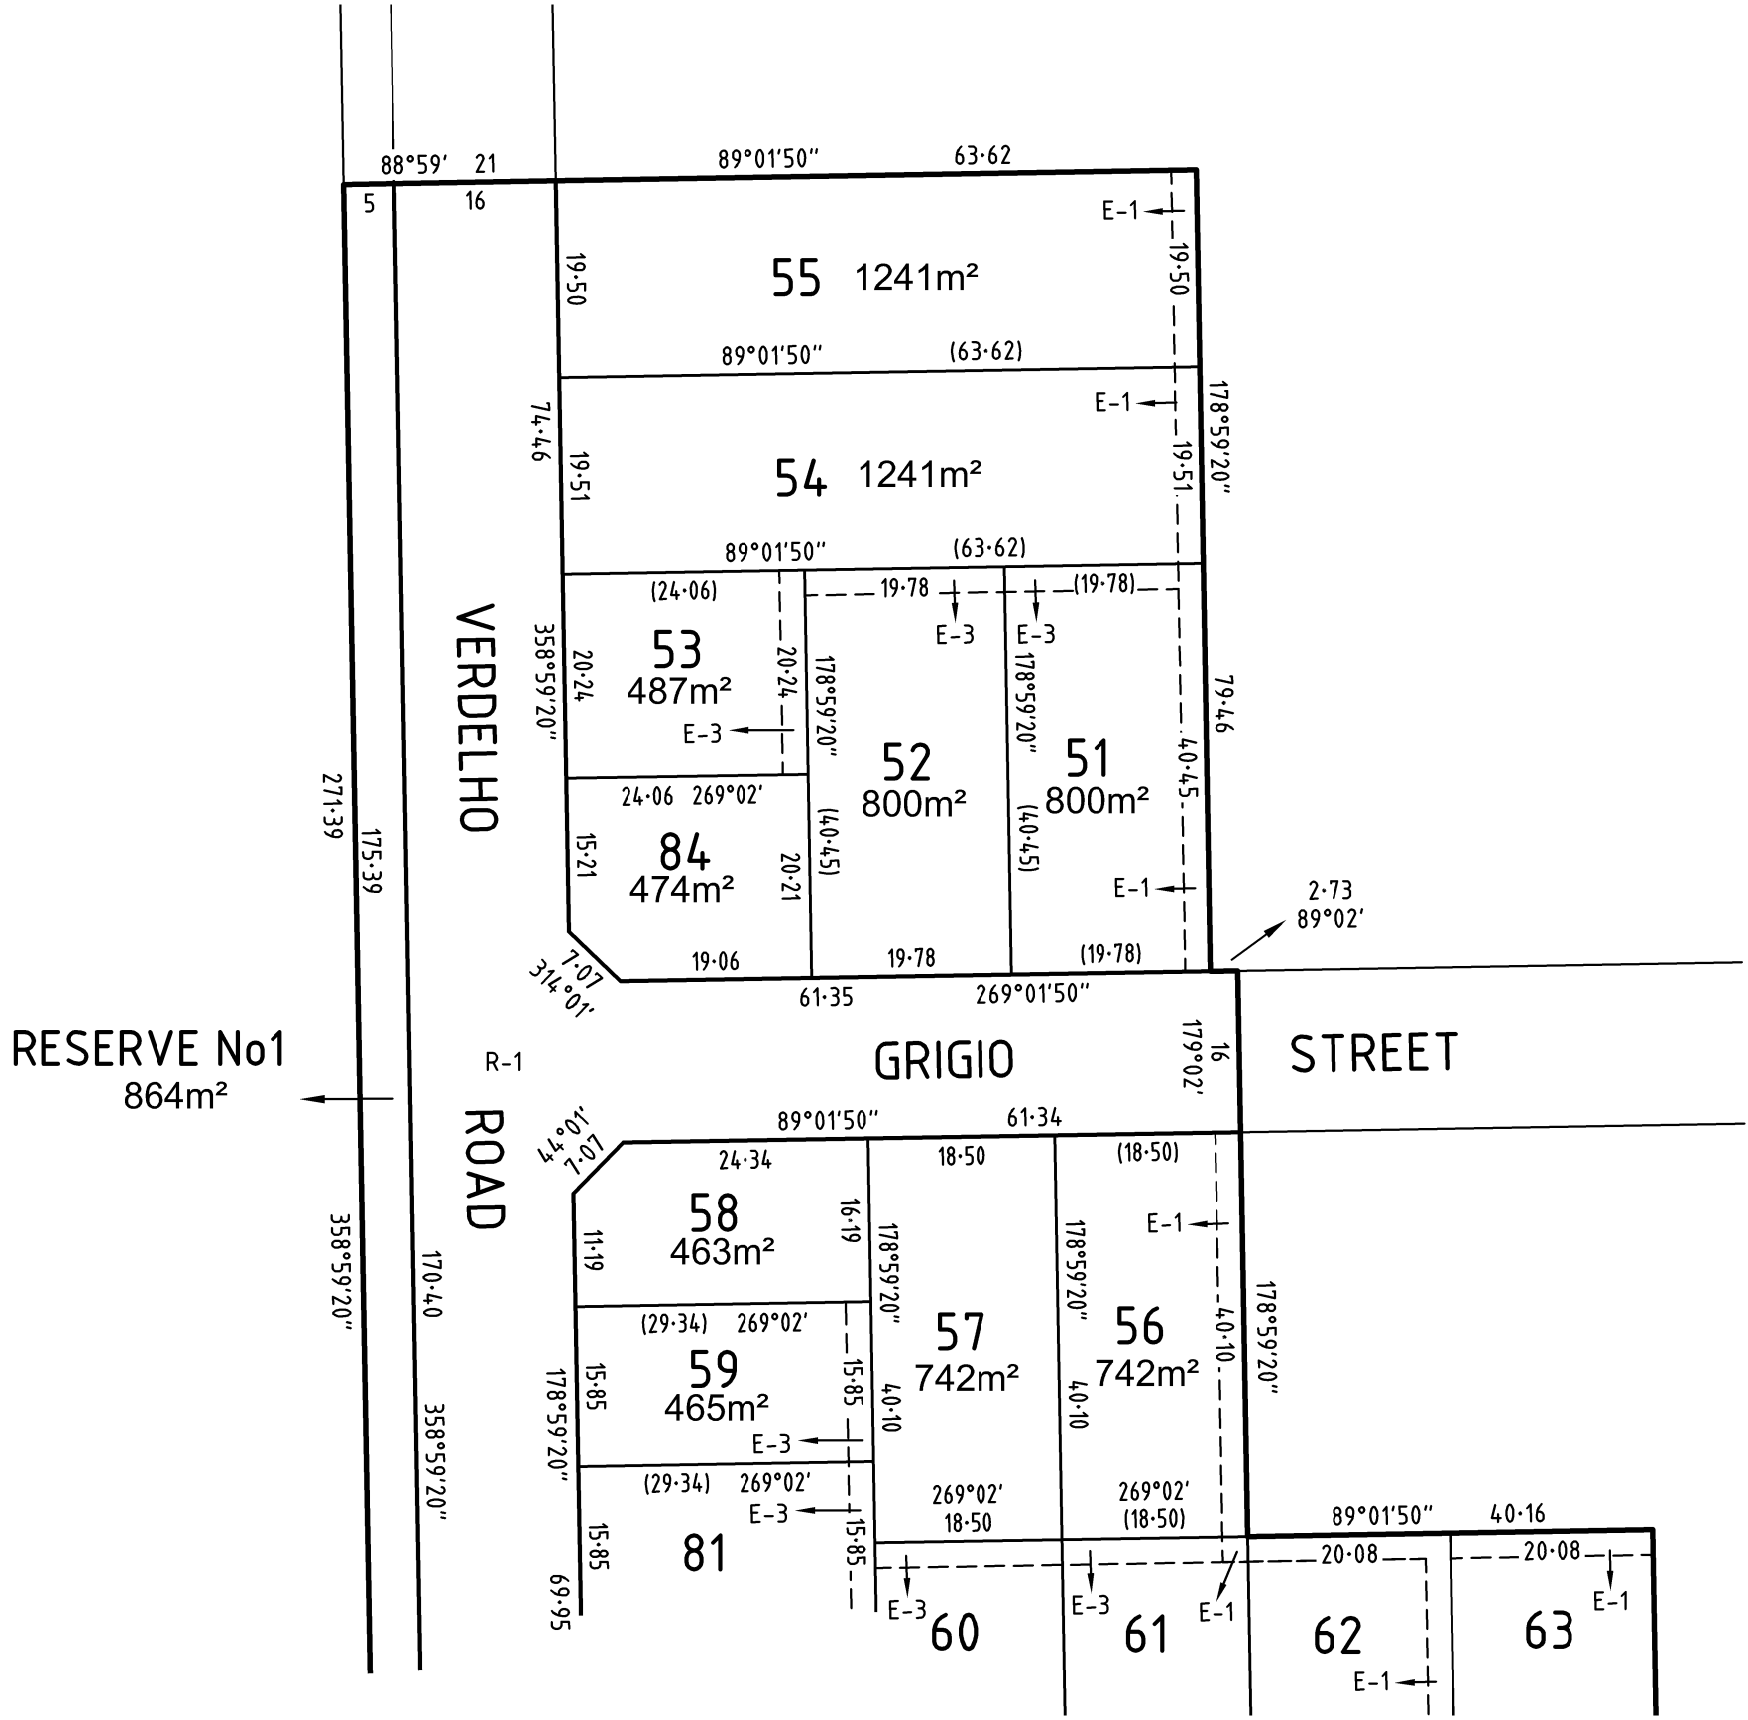 88°59' 21
89°01'50" 63·62
5
16
E-1
19·50
55 1241m²
19·50
89°01'50" (63·62)
E-1
178°59'20"
74·46
19·51
54 1241m²
19·51
89°01'50" (63·62)
(24·06)
19·78
(19·78)
E-3
E-3
VERDELHO
358°59'20"
20·24
53
487m²
20·24
E-3
178°59'20"
178°59'20"
79·46
52
800m²
51
800m²
40·45
24·06 269°02'
271·39
175·39
15·21
84
474m²
20·21
(40·45)
(40·45)
E-1
2·73
89°02'
7·07
314°01'
19·06
19·78
(19·78)
61·35
269°01'50"
RESERVE No1
864m²
R-1
GRIGIO
STREET
16
179°02'
ROAD
44°01'
7·07
89°01'50" 61·34
24·34
18·50
(18·50)
58
463m²
11·19
16·19
E-1
178°59'20"
178°59'20"
358°59'20"
170·40
(29·34) 269°02'
59
465m²
15·85
15·85
E-3
57
742m²
56
742m²
40·10
178°59'20"
40·10
40·10
178°59'20"
358°59'20"
(29·34) 269°02'
E-3
81
15·85
15·85
69·95
269°02'
18·50
269°02'
(18·50)
89°01'50" 40·16
20·08
20·08
E-3
60
E-3
61
E-1
62
E-1
63
E-1